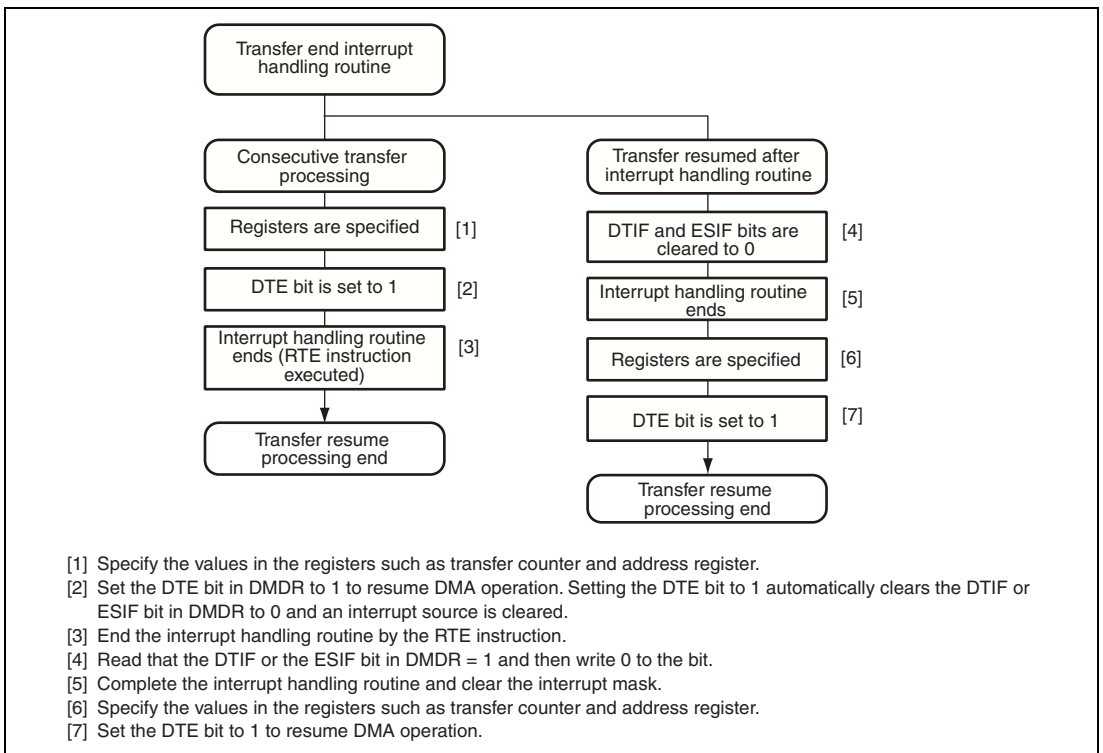 Transfer end interrupt
handling routine
Consecutive transfer
processing
Registers are specified
[1]
DTE bit is set to 1
[2]
Interrupt handling routine
ends (RTE instruction
executed)
[3]
Transfer resume
processing end
Transfer resumed after
interrupt handling routine
DTIF and ESIF bits are
cleared to 0
[4]
Interrupt handling routine
ends
[5]
Registers are specified
[6]
DTE bit is set to 1
[7]
Transfer resume
processing end
[1] Specify the values in the registers such as transfer counter and address register.
[2] Set the DTE bit in DMDR to 1 to resume DMA operation. Setting the DTE bit to 1 automatically clears the DTIF or
ESIF bit in DMDR to 0 and an interrupt source is cleared.
[3] End the interrupt handling routine by the RTE instruction.
[4] Read that the DTIF or the ESIF bit in DMDR = 1 and then write 0 to the bit.
[5] Complete the interrupt handling routine and clear the interrupt mask.
[6] Specify the values in the registers such as transfer counter and address register.
[7] Set the DTE bit to 1 to resume DMA operation.